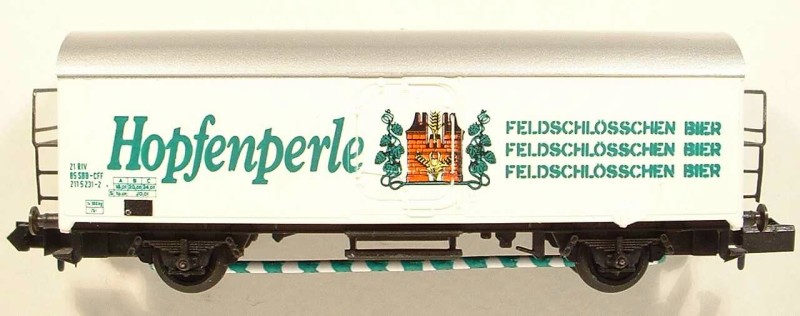 Hopfenperle
FELDSCHLÖSSCHEN BIER
FELDSCHLÖSSCHEN BIER
FELDSCHLÖSSCHEN BIER
21 RIV
85 SBB-CFF
211 5 231-2
A B C